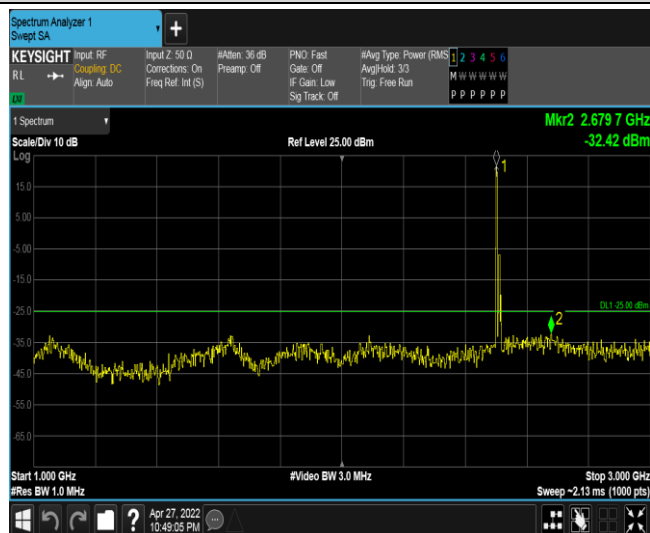 Spectrum Analyzer 1
Swept SA
+
KEYSIGHT
RL
LXI
Input: RF
Coupling: DC
Align: Auto
Input Z: 50 Ω
Corrections: On
Freq Ref: Int (S)
#Atten: 36 dB
Preamp: Off
PNO: Fast
Gate: Off
IF Gain: Low
Sig Track: Off
#Avg Type: Power (RMS
Avg|Hold: 3/3
Trig: Free Run
1 2 3 4 5 6
M W W W W W
P P P P P P
1 Spectrum
Scale/Div 10 dB
Ref Level 25.00 dBm
Mkr2 2.679 7 GHz
-32.42 dBm
Log
15.0
5.00
-5.00
-15.0
-25.0
-35.0
-45.0
-55.0
-65.0
1
DL1 -25.00 dBm
2
Start 1.000 GHz
#Video BW 3.0 MHz
Stop 3.000 GHz
#Res BW 1.0 MHz
Sweep ~2.13 ms (1000 pts)
?
Apr 27, 2022
10:49:05 PM